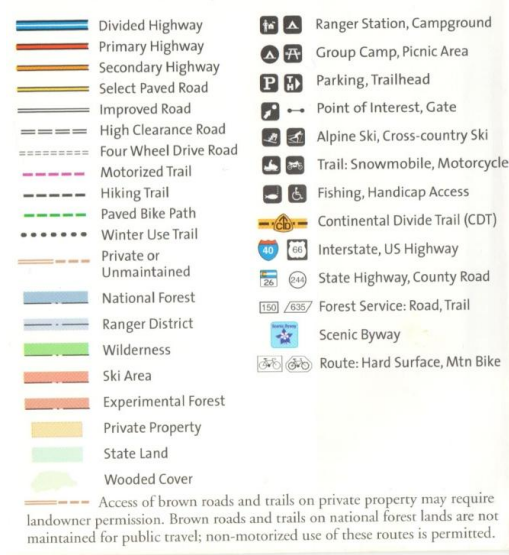 Divided Highway
Primary Highway
Secondary Highway
Select Paved Road
Improved Road
High Clearance Road
Four Wheel Drive Road
Motorized Trail
Hiking Trail
Paved Bike Path
Winter Use Trail
Private or
Unmaintained
National Forest
Ranger District
Wilderness
Ski Area
Experimental Forest
Private Property
State Land
Wooded Cover
Ranger Station, Campground
Group Camp, Picnic Area
P TH Parking, Trailhead
Point of Interest, Gate
Alpine Ski, Cross-country Ski
Trail: Snowmobile, Motorcycle
Fishing, Handicap Access
CD Continental Divide Trail (CDT)
40 66 Interstate, US Highway
26 244 State Highway, County Road
150 635 Forest Service: Road, Trail
Scenic Byway Scenic Byway
Route: Hard Surface, Mtn Bike
Access of brown roads and trails on private property may require
landowner permission. Brown roads and trails on national forest lands are not
maintained for public travel; non-motorized use of these routes is permitted.